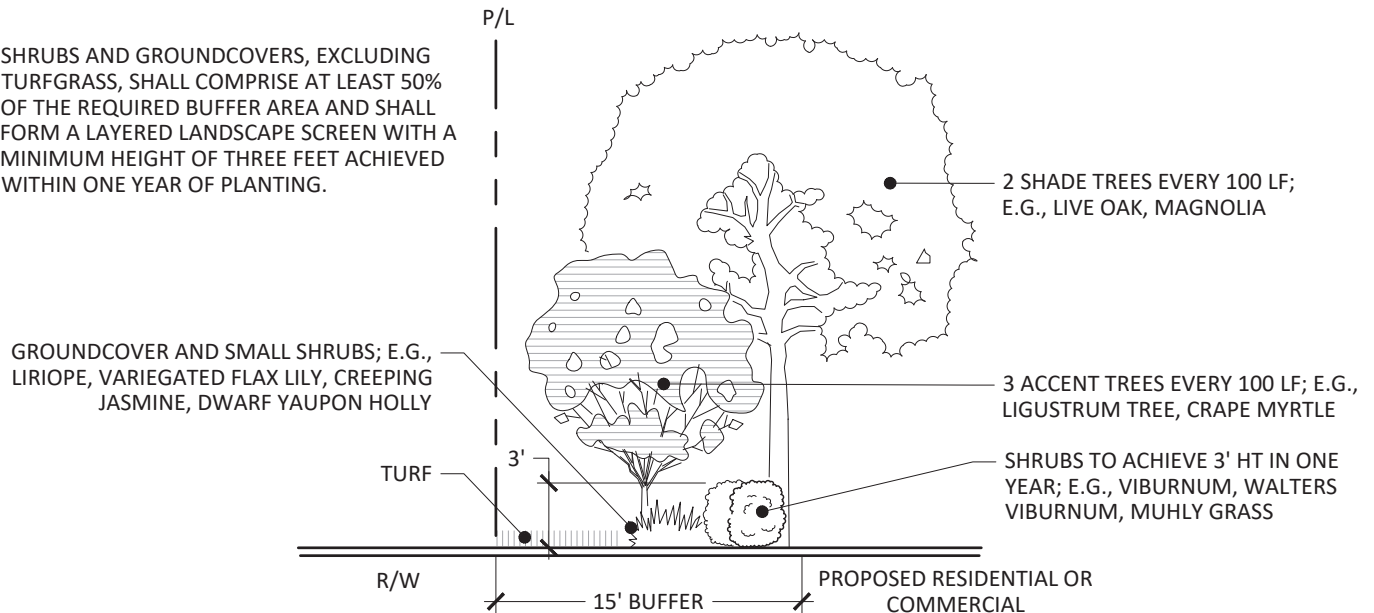 P/L
SHRUBS AND GROUNDCOVERS, EXCLUDING
TURFGRASS, SHALL COMPRISE AT LEAST 50%
OF THE REQUIRED BUFFER AREA AND SHALL
FORM A LAYERED LANDSCAPE SCREEN WITH A
MINIMUM HEIGHT OF THREE FEET ACHIEVED
WITHIN ONE YEAR OF PLANTING.
2 SHADE TREES EVERY 100 LF;
E.G., LIVE OAK, MAGNOLIA
GROUNDCOVER AND SMALL SHRUBS; E.G.,
LIRIOPE, VARIEGATED FLAX LILY, CREEPING
JASMINE, DWARF YAUPON HOLLY
3 ACCENT TREES EVERY 100 LF; E.G.,
LIGUSTRUM TREE, CRAPE MYRTLE
3'
TURF
SHRUBS TO ACHIEVE 3' HT IN ONE
YEAR; E.G., VIBURNUM, WALTERS
VIBURNUM, MUHLY GRASS
R/W
15' BUFFER
PROPOSED RESIDENTIAL OR
COMMERCIAL